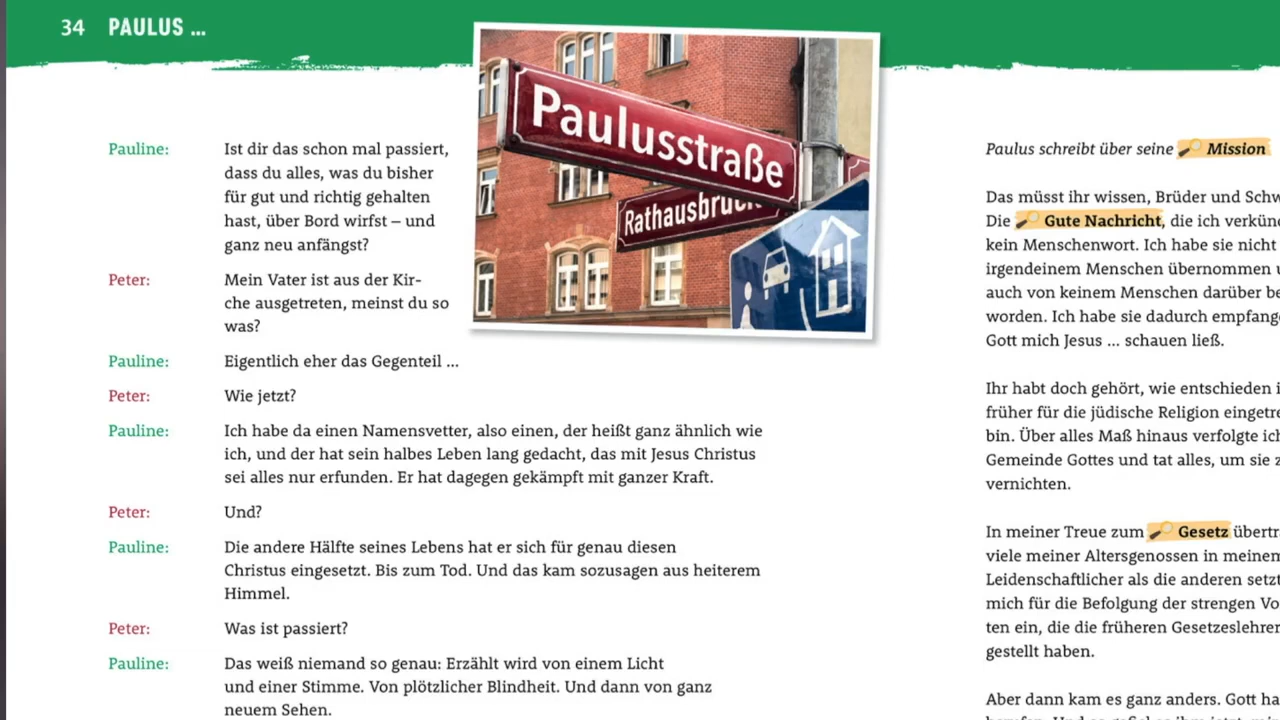 34 PAULUS ...
Paulusstraße
Rathausbrück
Pauline: Ist dir das schon mal passiert,
dass du alles, was du bisher
für gut und richtig gehalten
hast, über Bord wirfst – und
ganz neu anfängst?
Peter: Mein Vater ist aus der Kir-
che ausgetreten, meinst du so
was?
Pauline: Eigentlich eher das Gegenteil ...
Peter: Wie jetzt?
Pauline: Ich habe da einen Namensvetter, also einen, der heißt ganz ähnlich wie
ich, und der hat sein halbes Leben lang gedacht, das mit Jesus Christus
sei alles nur erfunden. Er hat dagegen gekämpft mit ganzer Kraft.
Peter: Und?
Pauline: Die andere Hälfte seines Lebens hat er sich für genau diesen
Christus eingesetzt. Bis zum Tod. Und das kam sozusagen aus heiterem
Himmel.
Peter: Was ist passiert?
Pauline: Das weiß niemand so genau: Erzählt wird von einem Licht
und einer Stimme. Von plötzlicher Blindheit. Und dann von ganz
neuem Sehen.
Paulus schreibt über seine Mission
Das müsst ihr wissen, Brüder und Schw
Die Gute Nachricht, die ich verkün
kein Menschenwort. Ich habe sie nicht
irgendeinem Menschen übernommen u
auch von keinem Menschen darüber be
worden. Ich habe sie dadurch empfange
Gott mich Jesus ... schauen ließ.
Ihr habt doch gehört, wie entschieden i
früher für die jüdische Religion eingetre
bin. Über alles Maß hinaus verfolgte ich
Gemeinde Gottes und tat alles, um sie z
vernichten.
In meiner Treue zum Gesetz übertr
viele meiner Altersgenossen in meinem
Leidenschaftlicher als die anderen setzt
mich für die Befolgung der strengen Vo
ten ein, die die früheren Gesetzeslehrer
gestellt haben.
Aber dann kam es ganz anders. Gott ha